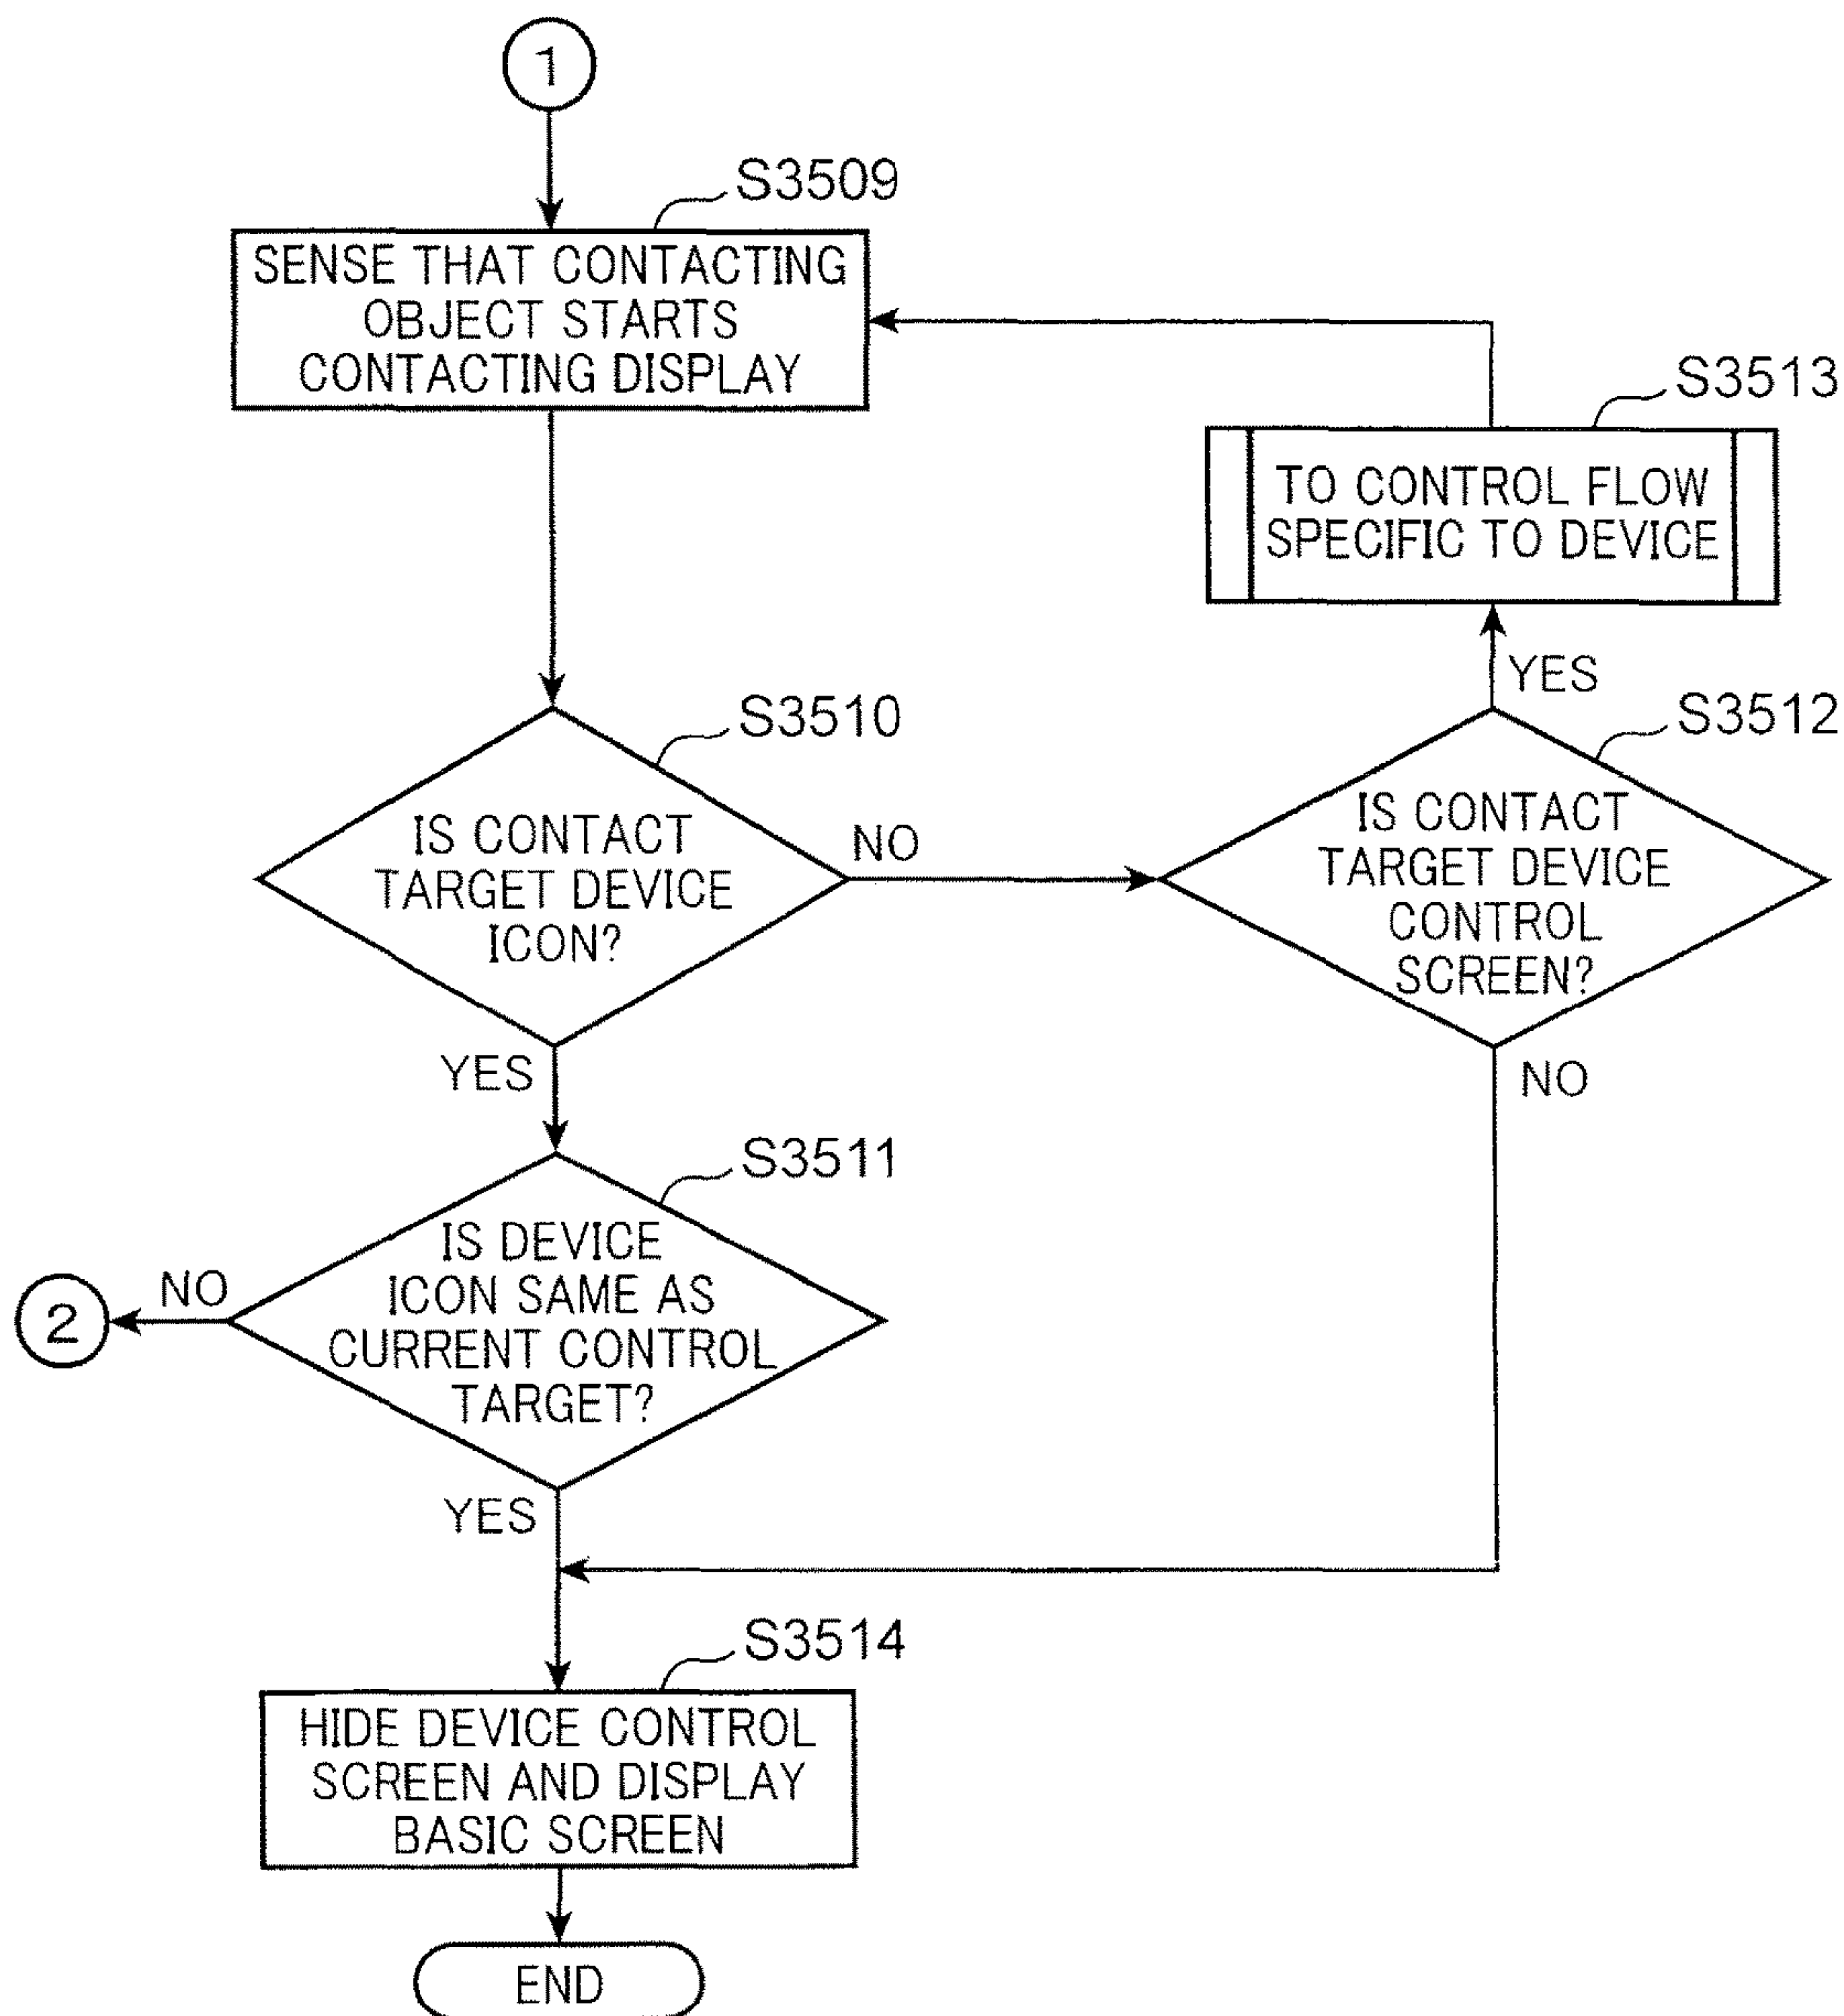 1
S3509
SENSE THAT CONTACTING
OBJECT STARTS
CONTACTING DISPLAY
S3513
TO CONTROL FLOW
SPECIFIC TO DEVICE
YES
S3510
S3512
IS CONTACT
TARGET DEVICE
ICON?
NO
IS CONTACT
TARGET DEVICE
CONTROL
SCREEN?
YES
NO
S3511
IS DEVICE
ICON SAME AS
CURRENT CONTROL
TARGET?
NO
2
YES
S3514
HIDE DEVICE CONTROL
SCREEN AND DISPLAY
BASIC SCREEN
END